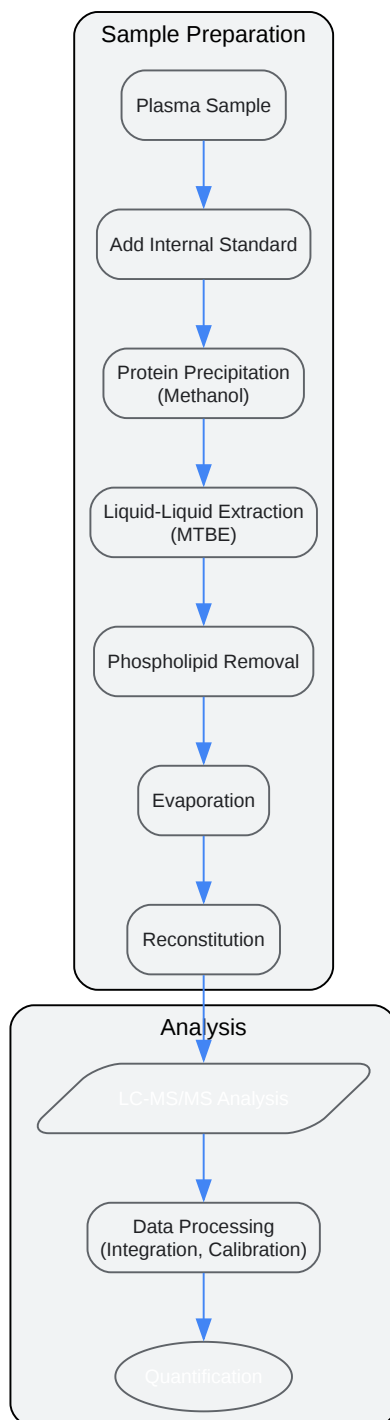 Sample Preparation
Plasma Sample
Add Internal Standard
Protein Precipitation
(Methanol)
Liquid-Liquid Extraction
(MTBE)
Phospholipid Removal
Evaporation
Reconstitution
Analysis
LC-MS/MS Analysis
Data Processing
(Integration, Calibration)
Quantification